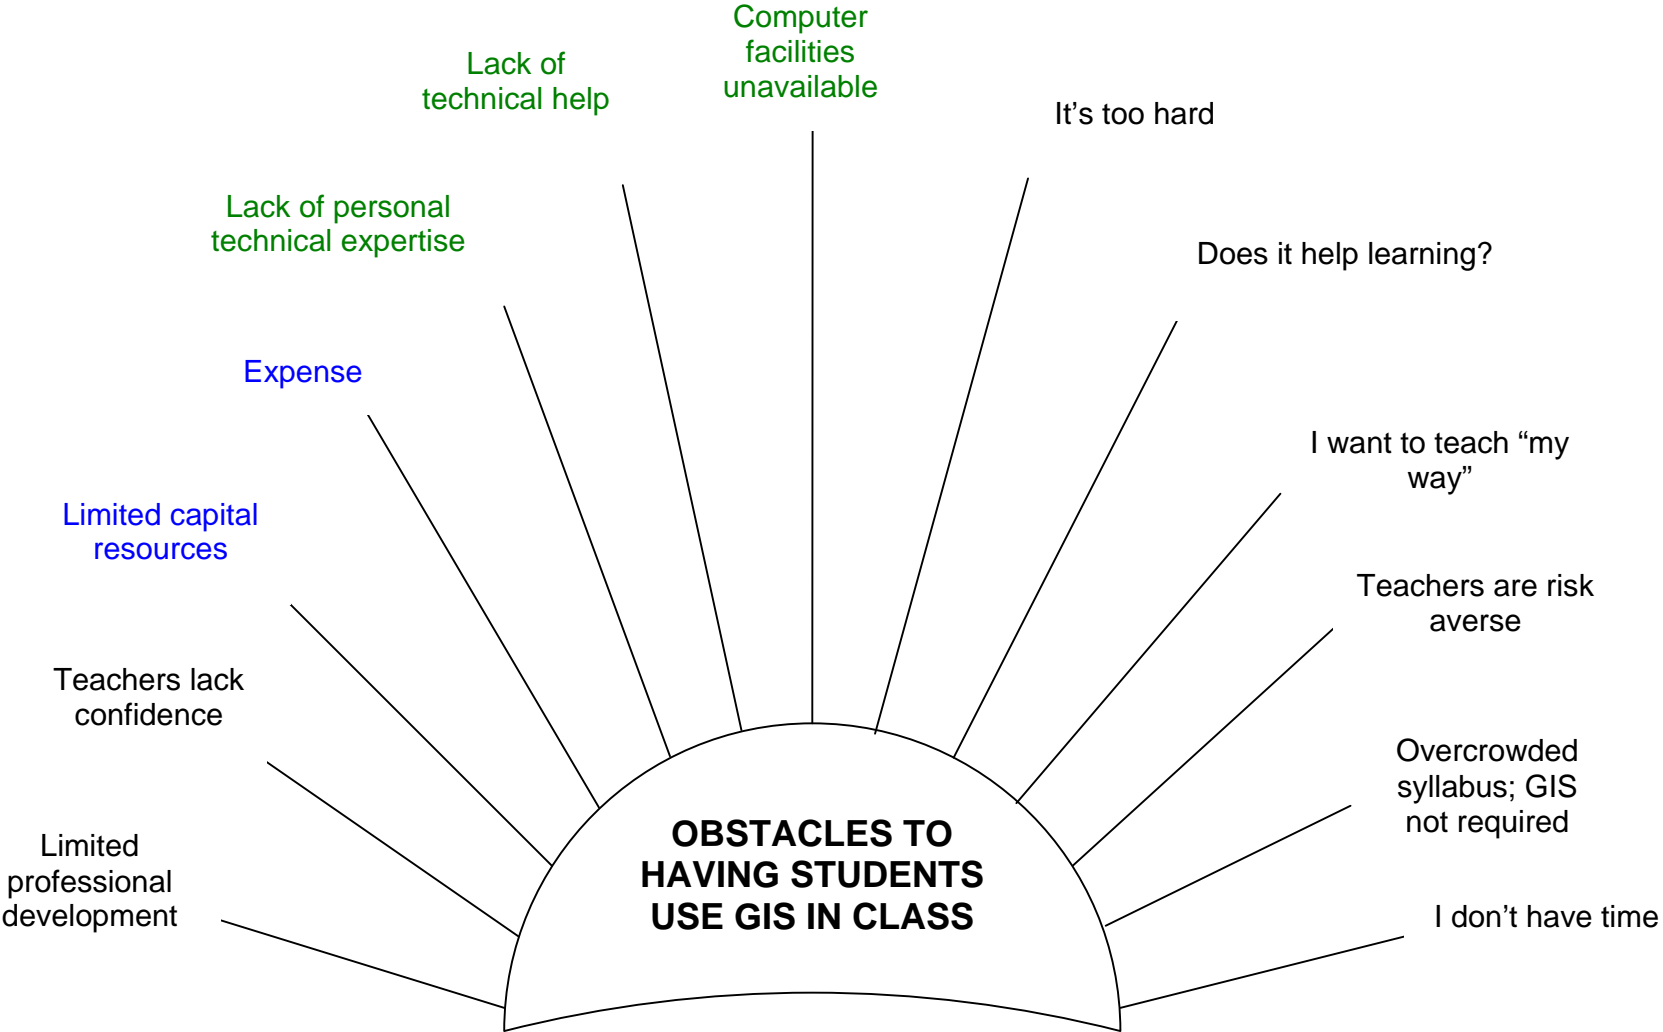 Computer
facilities
unavailable
Lack of
technical help
It’s too hard
Lack of personal
technical expertise
Does it help learning?
Expense
I want to teach “my
way”
Limited capital
resources
Teachers are risk
averse
Teachers lack
confidence
Overcrowded
syllabus; GIS
not required
Limited
professional
development
I don’t have time
OBSTACLES TO
HAVING STUDENTS
USE GIS IN CLASS